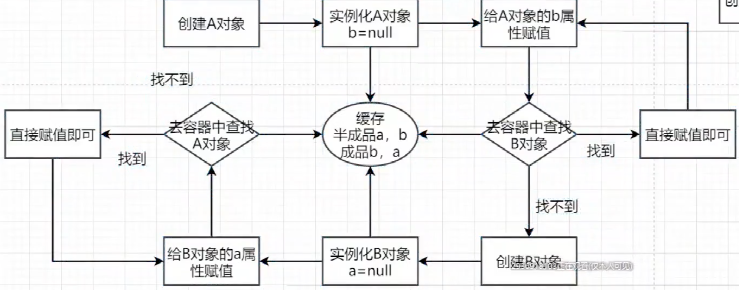 创建A对象
实例化A对象
b=null
给A对象的b属
性赋值
找不到
直接赋值即可
去容器中查找
A对象
缓存
半成品a，b
成品b，a
去容器中查找
B对象
直接赋值即可
找到
找到
找不到
给B对象的a属
性赋值
实例化B对象
a=null
创建B对象